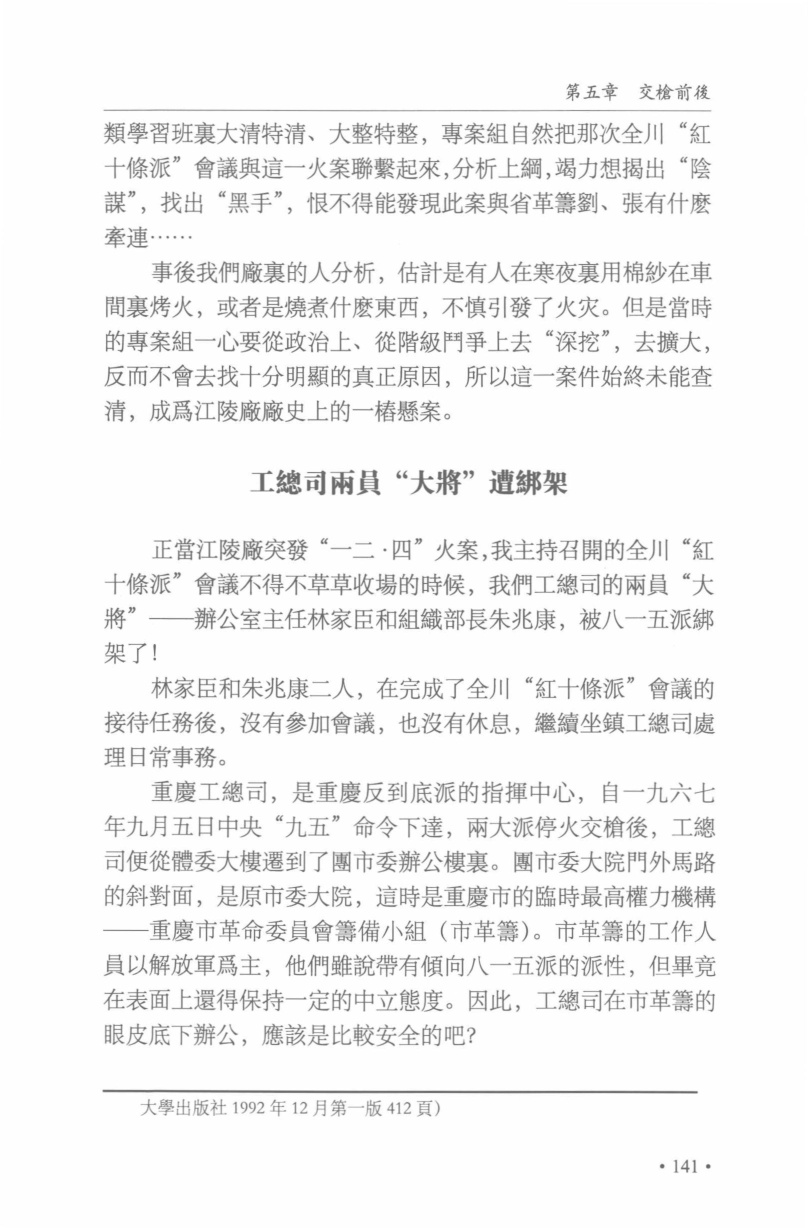 第五章　交槍前後
類學習班裏大清特清、大整特整，專案組自然把那次全川“紅
十條派”會議與這一火案聯繫起來,分析上綱,竭力想揭出“陰
謀”，找出“黑手”，恨不得能發現此案與省革籌劉、張有什麽
牽連……
事後我們廠裏的人分析，估計是有人在寒夜裏用棉紗在車
間裏烤火，或者是燒煮什麽東西，不慎引發了火灾。但是當時
的專案組一心要從政治上、從階級鬥爭上去“深挖”，去擴大，
反而不會去找十分明顯的真正原因，所以這一案件始終未能查
清，成爲江陵廠廠史上的一樁懸案。
工總司兩員“大將”遭綁架
正當江陵廠突發“一二·四”火案,我主持召開的全川“紅
十條派”會議不得不草草收場的時候，我們工總司的兩員“大
將”——辦公室主任林家臣和組織部長朱兆康，被八一五派綁
架了！
林家臣和朱兆康二人，在完成了全川“紅十條派”會議的
接待任務後，沒有參加會議，也沒有休息，繼續坐鎮工總司處
理日常事務。
重慶工總司，是重慶反到底派的指揮中心，自一九六七
年九月五日中央“九五”命令下達，兩大派停火交槍後，工總
司便從體委大樓遷到了團市委辦公樓裏。團市委大院門外馬路
的斜對面，是原市委大院，這時是重慶市的臨時最高權力機構
——重慶市革命委員會籌備小組（市革籌）。市革籌的工作人
員以解放軍爲主，他們雖說帶有傾向八一五派的派性，但畢竟
在表面上還得保持一定的中立態度。因此，工總司在市革籌的
眼皮底下辦公，應該是比較安全的吧？
大學出版社 1992 年 12 月第一版 412 頁）
• 141 •